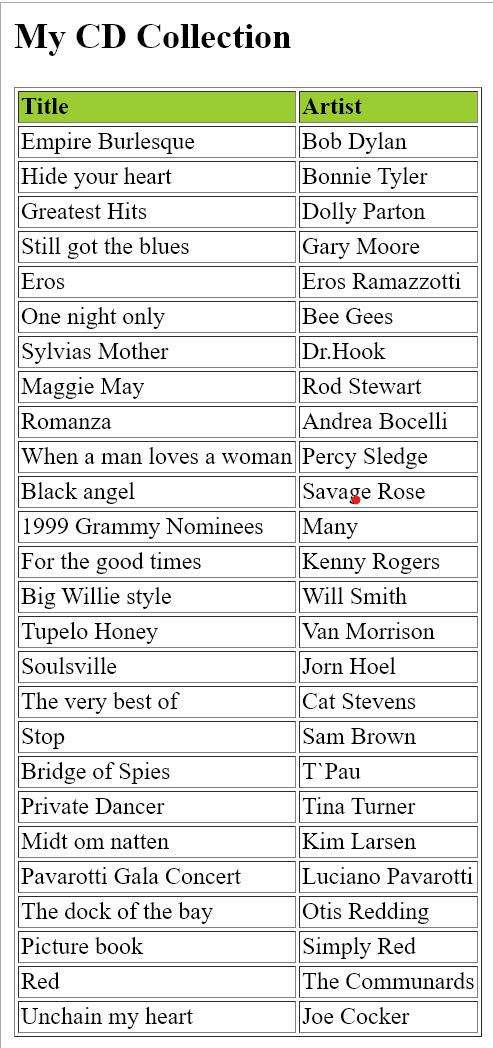 My CD Collection
Title Artist
Empire Burlesque Bob Dylan
Hide your heart Bonnie Tyler
Greatest Hits Dolly Parton
Still got the blues Gary Moore
Eros Eros Ramazzotti
One night only Bee Gees
Sylvias Mother Dr.Hook
Maggie May Rod Stewart
Romanza Andrea Bocelli
When a man loves a woman Percy Sledge
Black angel Savage Rose
1999 Grammy Nominees Many
For the good times Kenny Rogers
Big Willie style Will Smith
Tupelo Honey Van Morrison
Soulsville Jorn Hoel
The very best of Cat Stevens
Stop Sam Brown
Bridge of Spies T`Pau
Private Dancer Tina Turner
Midt om natten Kim Larsen
Pavarotti Gala Concert Luciano Pavarotti
The dock of the bay Otis Redding
Picture book Simply Red
Red The Communards
Unchain my heart Joe Cocker